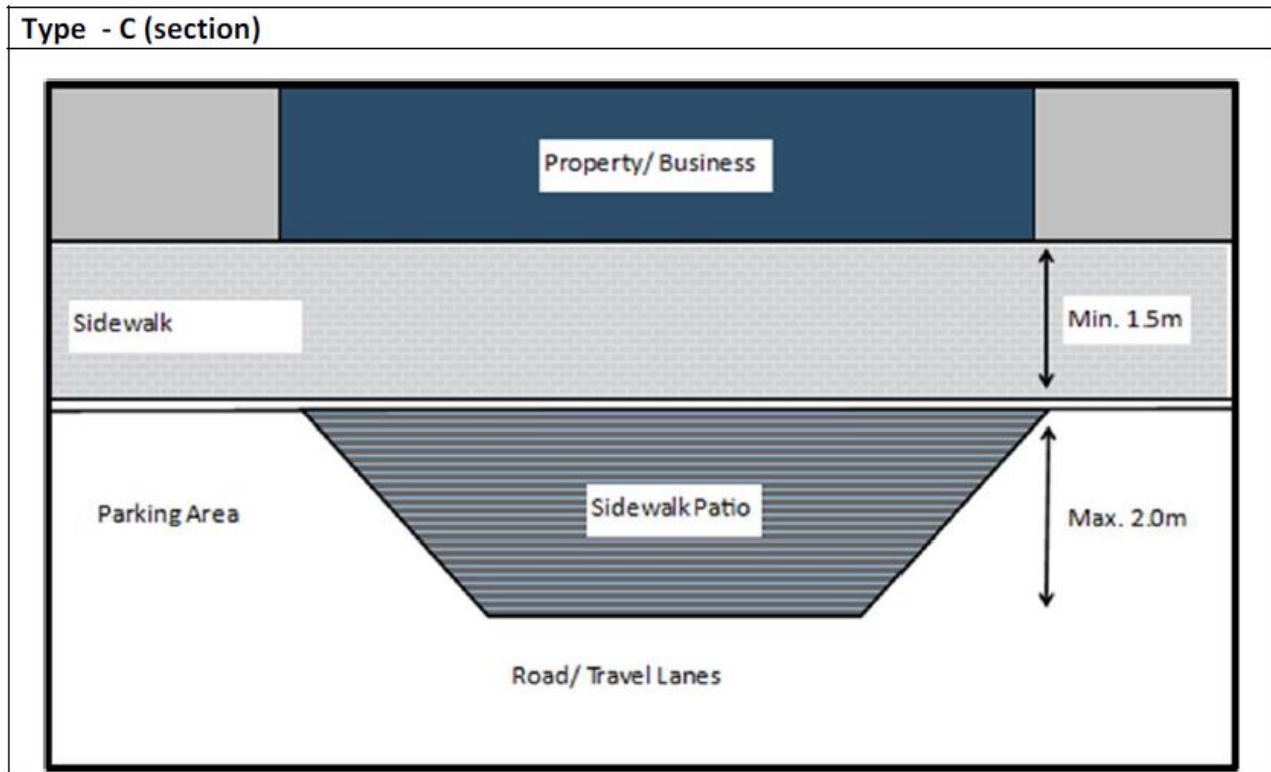 Type - C (section)
Property/ Business
Sidewalk
Min. 1.5m
Parking Area
Sidewalk Patio
Max. 2.0m
Road/ Travel Lanes